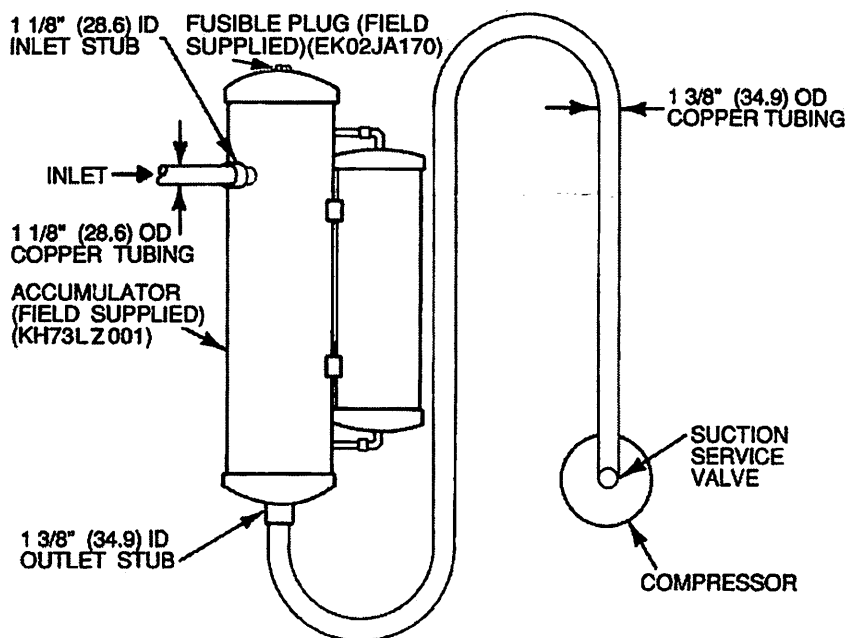 1 1/8" (28.6) ID
INLET STUB
FUSIBLE PLUG (FIELD
SUPPLIED)(EK02JA170)
1 3/8" (34.9) OD
COPPER TUBING
INLET
1 1/8" (28.6) OD
COPPER TUBING
ACCUMULATOR
(FIELD SUPPLIED)
(KH73LZ001)
SUCTION
SERVICE
VALVE
1 3/8" (34.9) ID
OUTLET STUB
COMPRESSOR